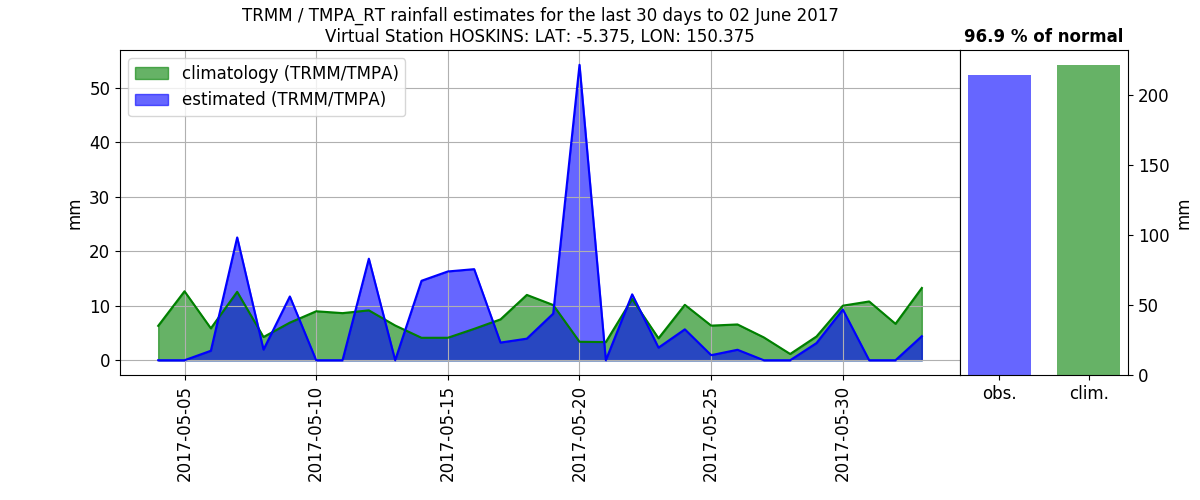 TRMM / TMPA_RT rainfall estimates for the last 30 days to 02 June 2017
Virtual Station HOSKINS: LAT: -5.375, LON: 150.375
96.9 % of normal
climatology (TRMM/TMPA)
estimated (TRMM/TMPA)
mm
50
40
30
20
10
0
2017-05-05
2017-05-10
2017-05-15
2017-05-20
2017-05-25
2017-05-30
200
150
100
50
0
mm
obs.
clim.